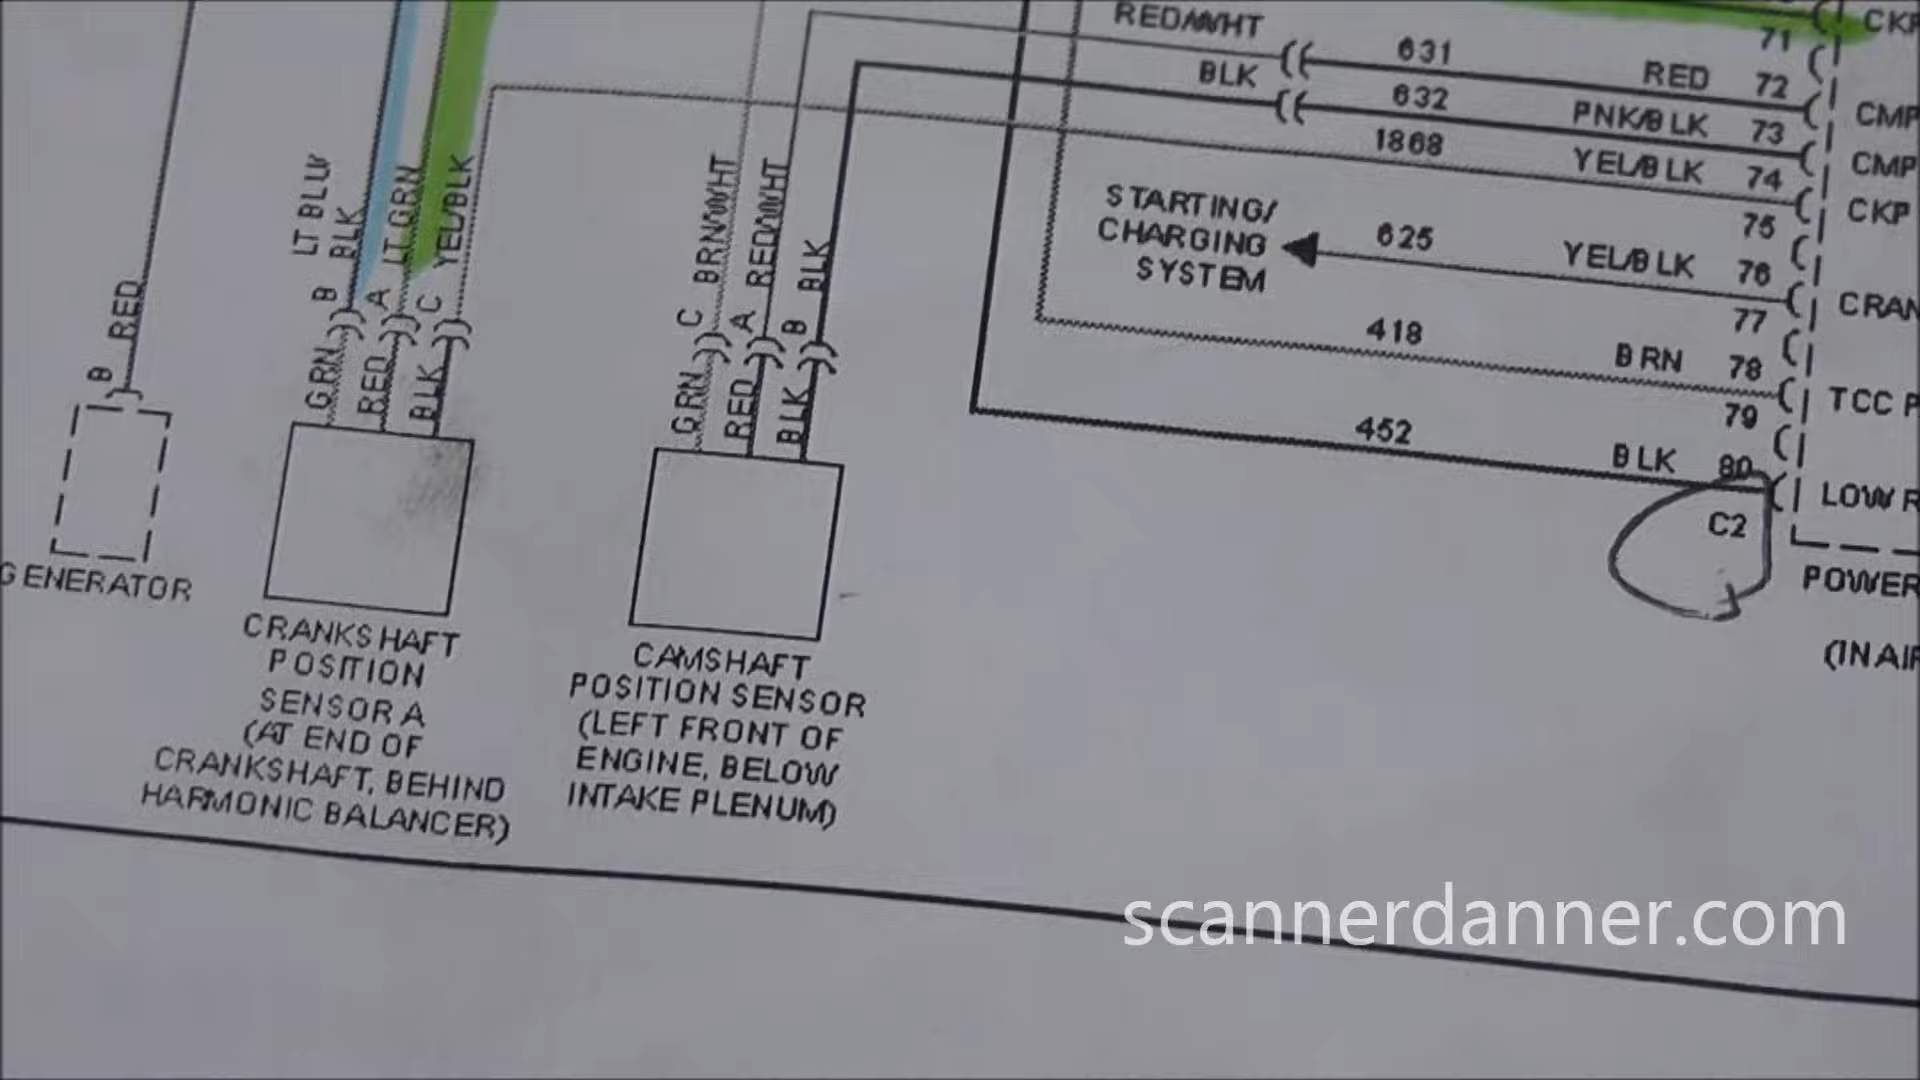 RED/WHT
631
RED
71
72
CKP
BLK
632
PNK/BLK
73
CMP
1868
YEL/BLK
74
CMP
75
CKP
STARTING/
CHARGING
SYSTEM
625
YEL/BLK
76
77
CRAN
418
BRN
78
79
TCC P
452
BLK
80
LOW R
C2
POWER
(IN AIR
LT BLU
BLK
LT GRN
YEL/BLK
B
A
C
GRN
RED
BLK
BRN/WHT
RED/WHT
BLK
C
A
B
GRN
RED
BLK
RED
B
GENERATOR
CRANKSHAFT
POSITION
SENSOR A
(AT END OF
CRANKSHAFT, BEHIND
HARMONIC BALANCER)
CAMSHAFT
POSITION SENSOR
(LEFT FRONT OF
ENGINE, BELOW
INTAKE PLENUM)
scannerdanner.com